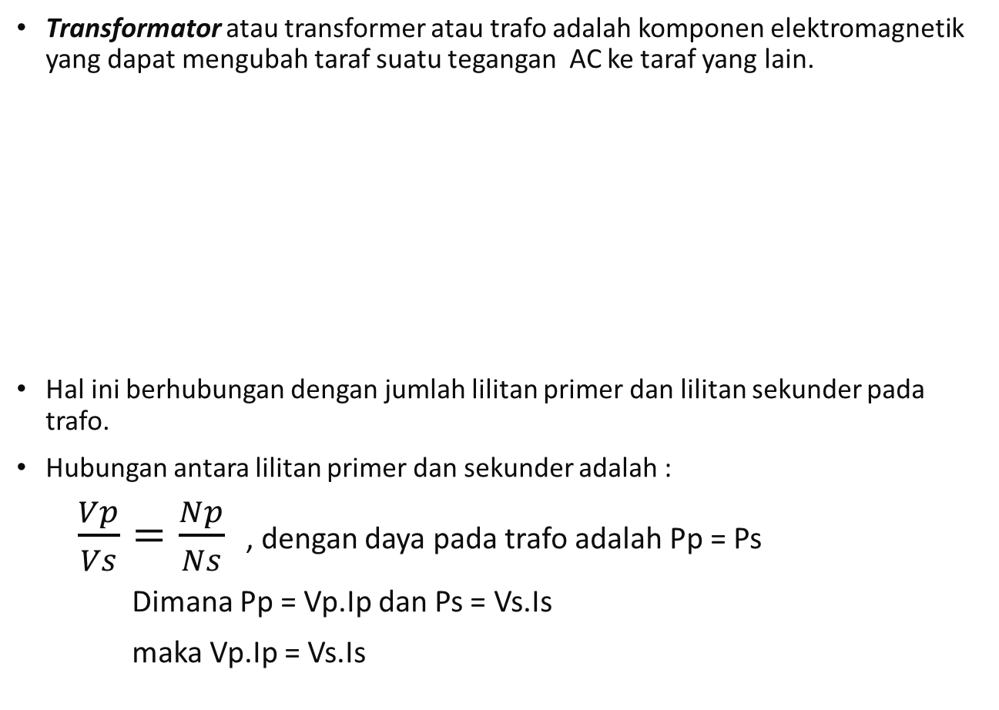 • Transformator atau transformer atau trafo adalah komponen elektromagnetik
yang dapat mengubah taraf suatu tegangan AC ke taraf yang lain.
• Hal ini berhubungan dengan jumlah lilitan primer dan lilitan sekunder pada
trafo.
• Hubungan antara lilitan primer dan sekunder adalah :
Vp/Vs = Np/Ns , dengan daya pada trafo adalah Pp = Ps
Dimana Pp = Vp.Ip dan Ps = Vs.Is
maka Vp.Ip = Vs.Is